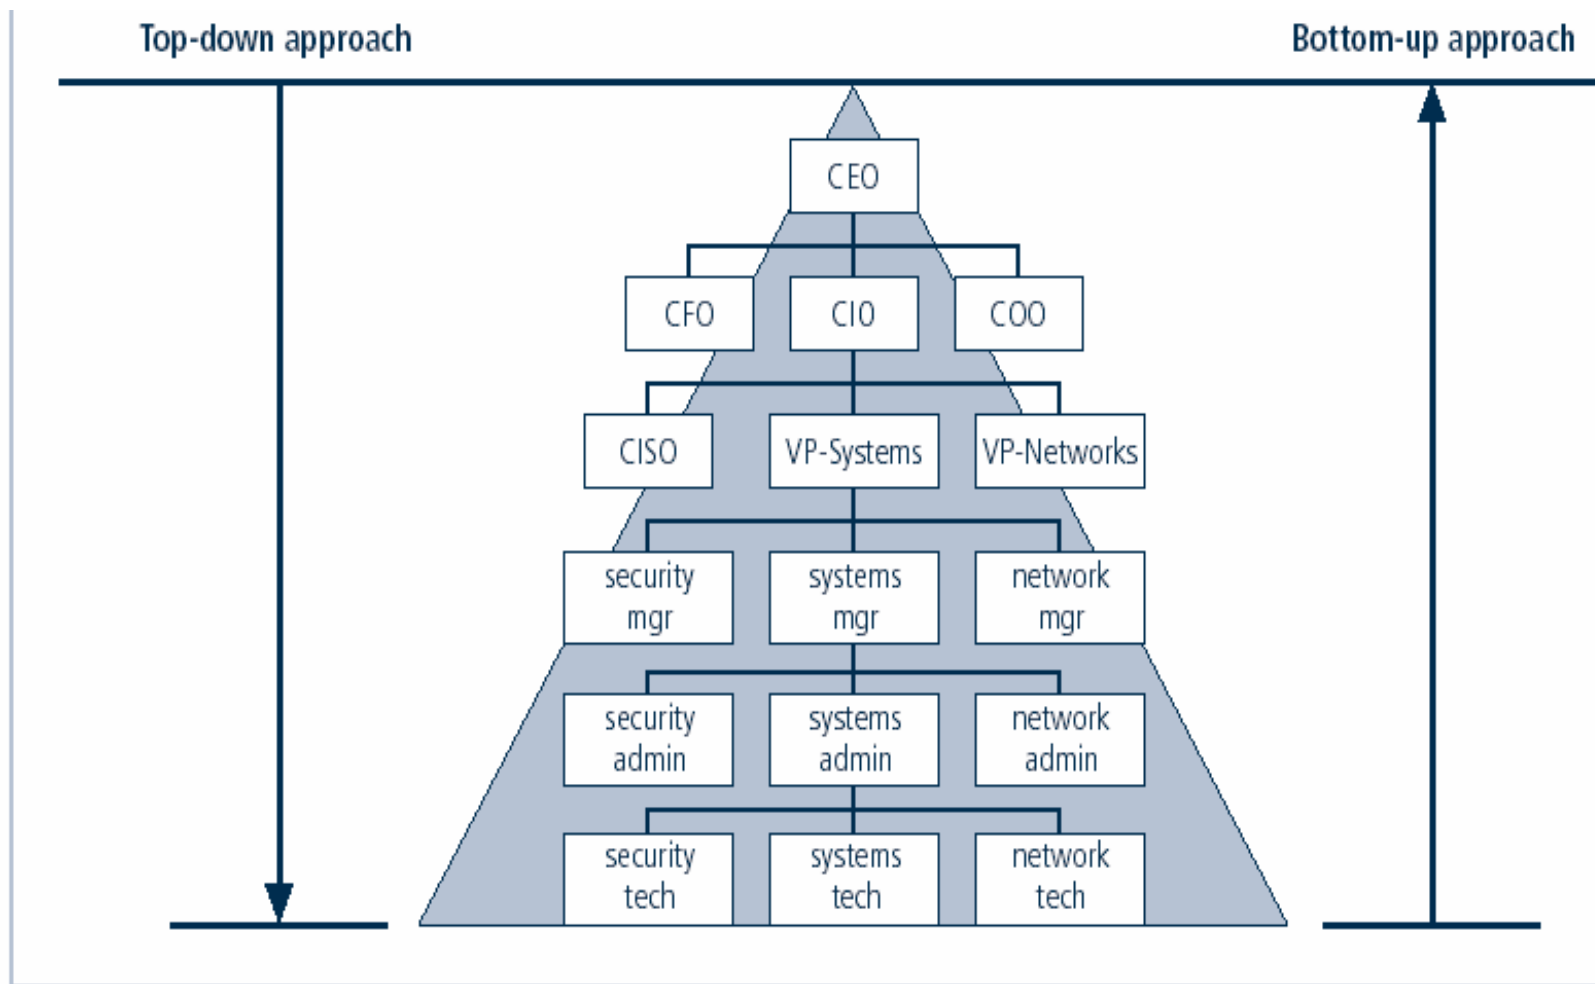 Top-down approach
Bottom-up approach
CEO
CFO
CIO
COO
CISO
VP-Systems
VP-Networks
security
mgr
systems
mgr
network
mgr
security
admin
systems
admin
network
admin
security
tech
systems
tech
network
tech